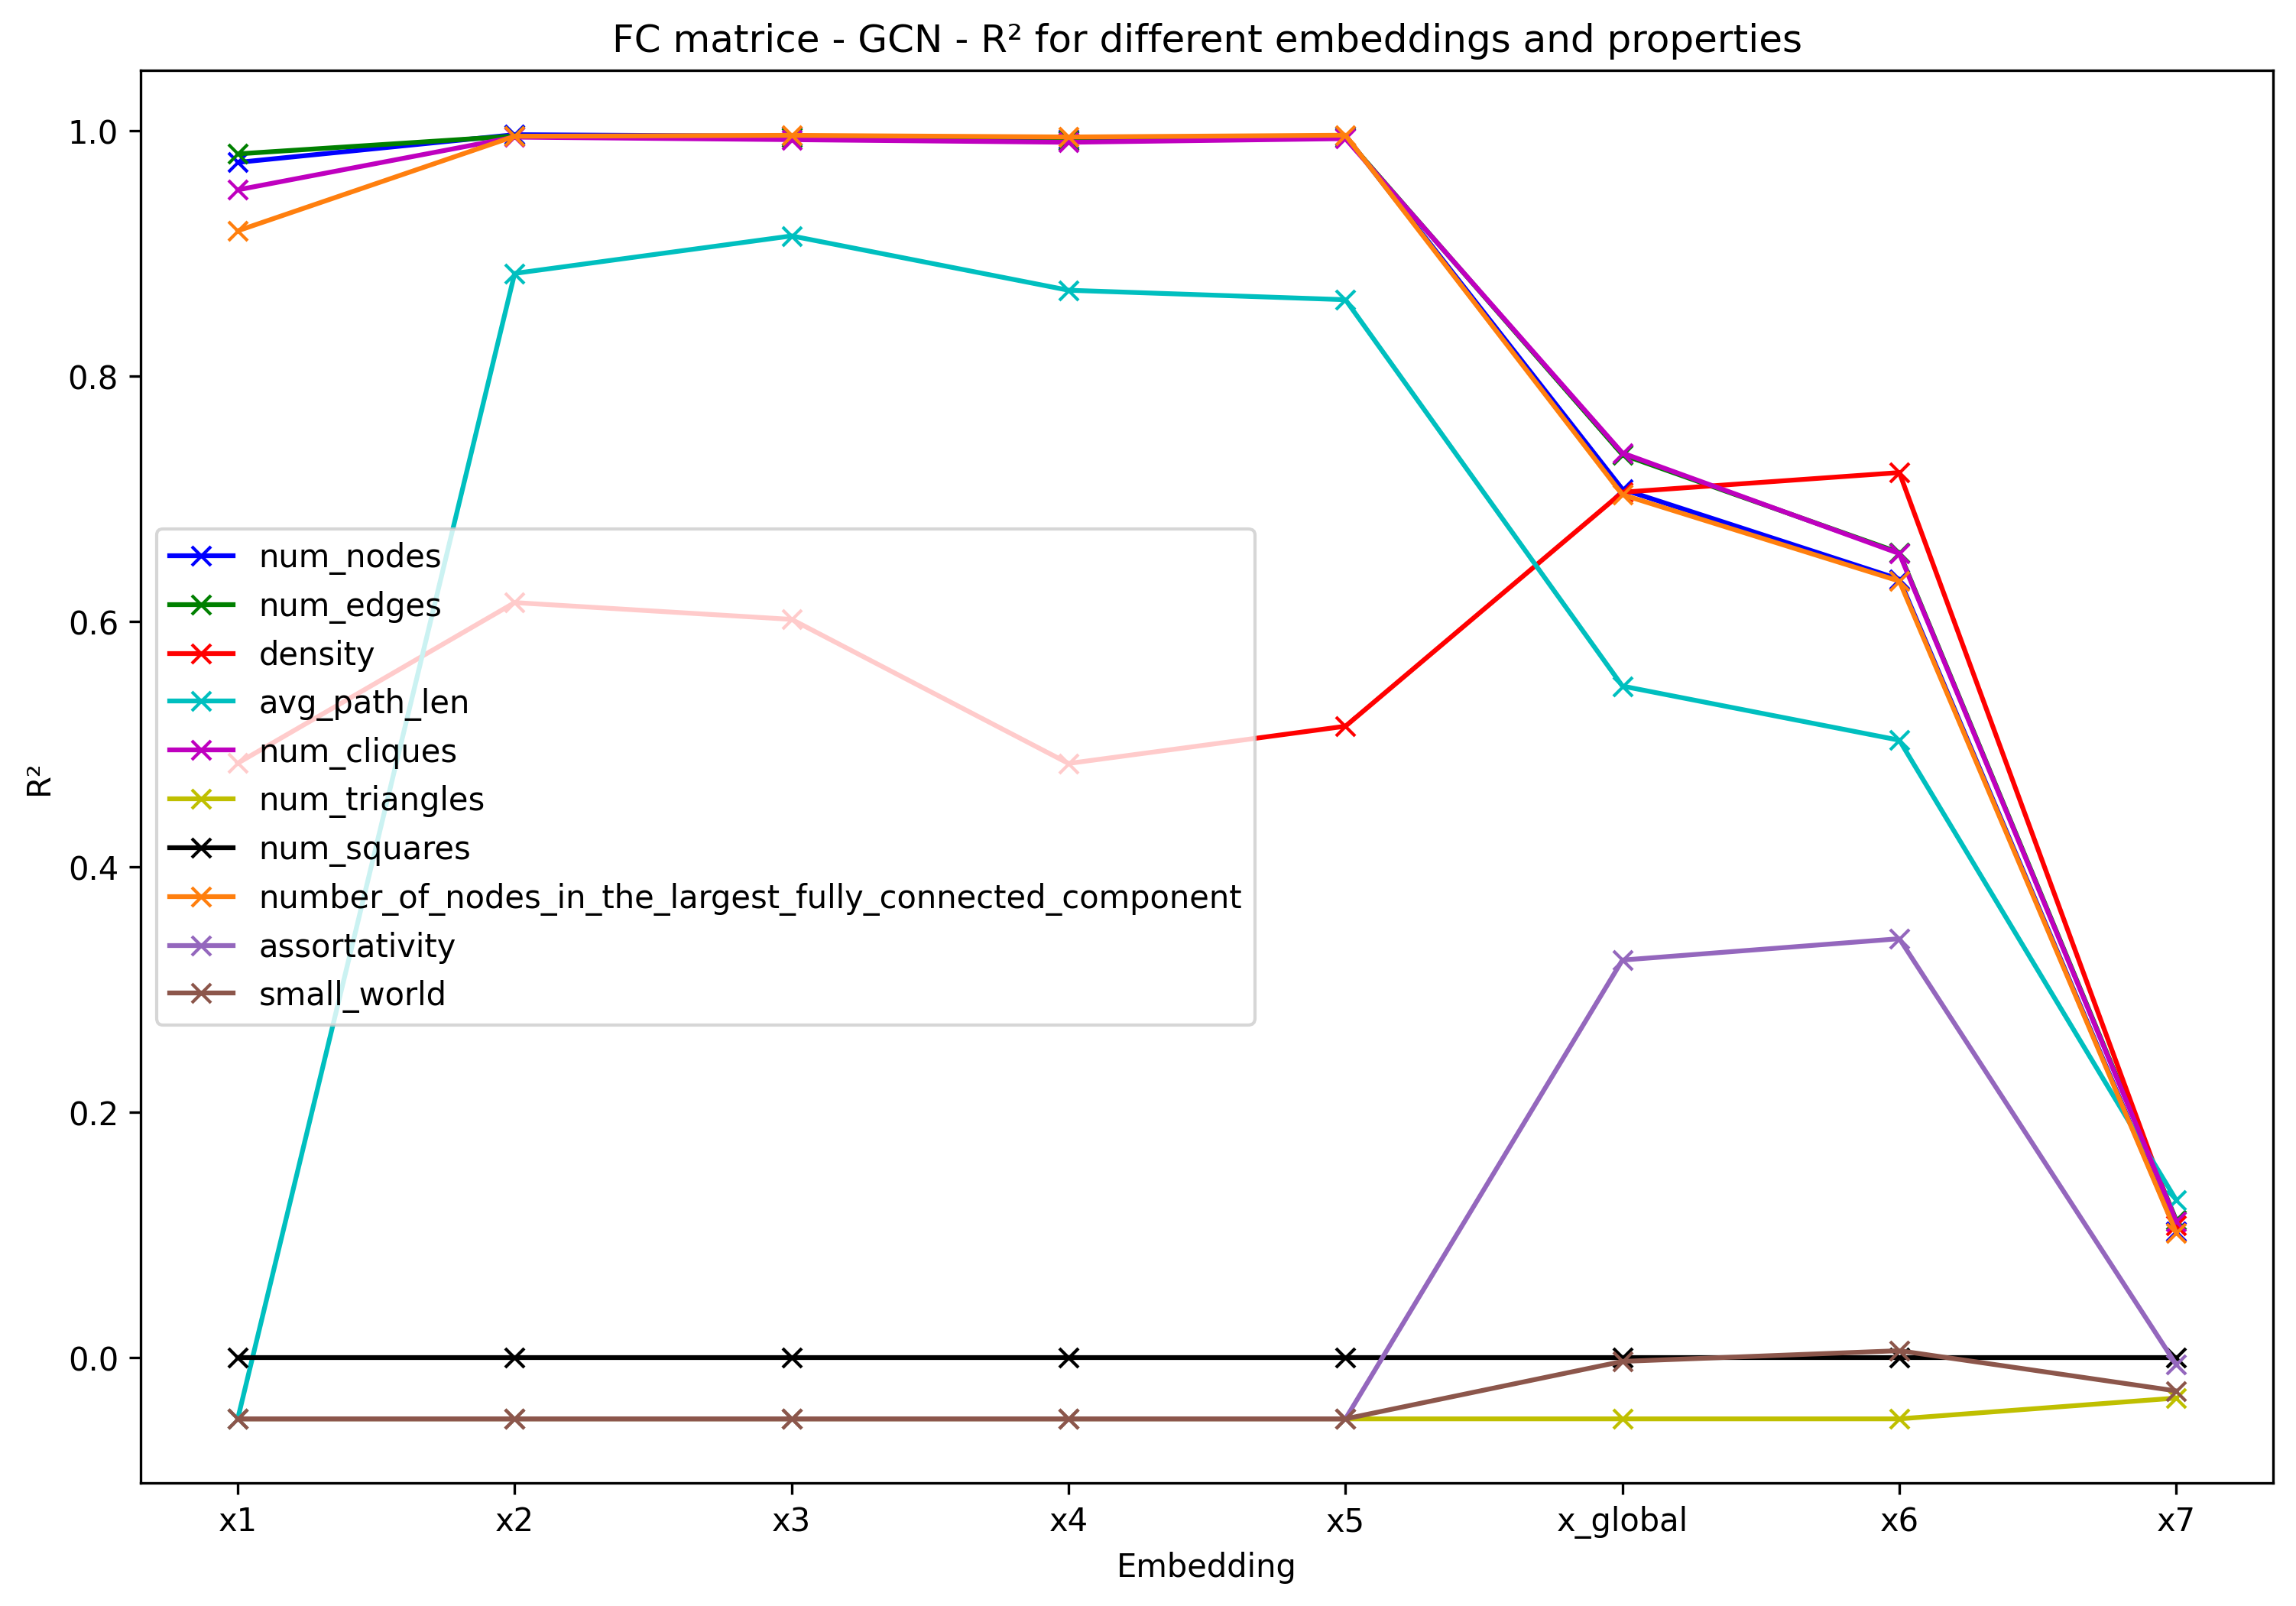 FC matrice - GCN - R² for different embeddings and properties
R²
1.0
0.8
0.6
0.4
0.2
0.0
num_nodes
num_edges
density
avg_path_len
num_cliques
num_triangles
num_squares
number_of_nodes_in_the_largest_fully_connected_component
assortativity
small_world
x1 x2 x3 x4 x5 x_global x6 x7
Embedding